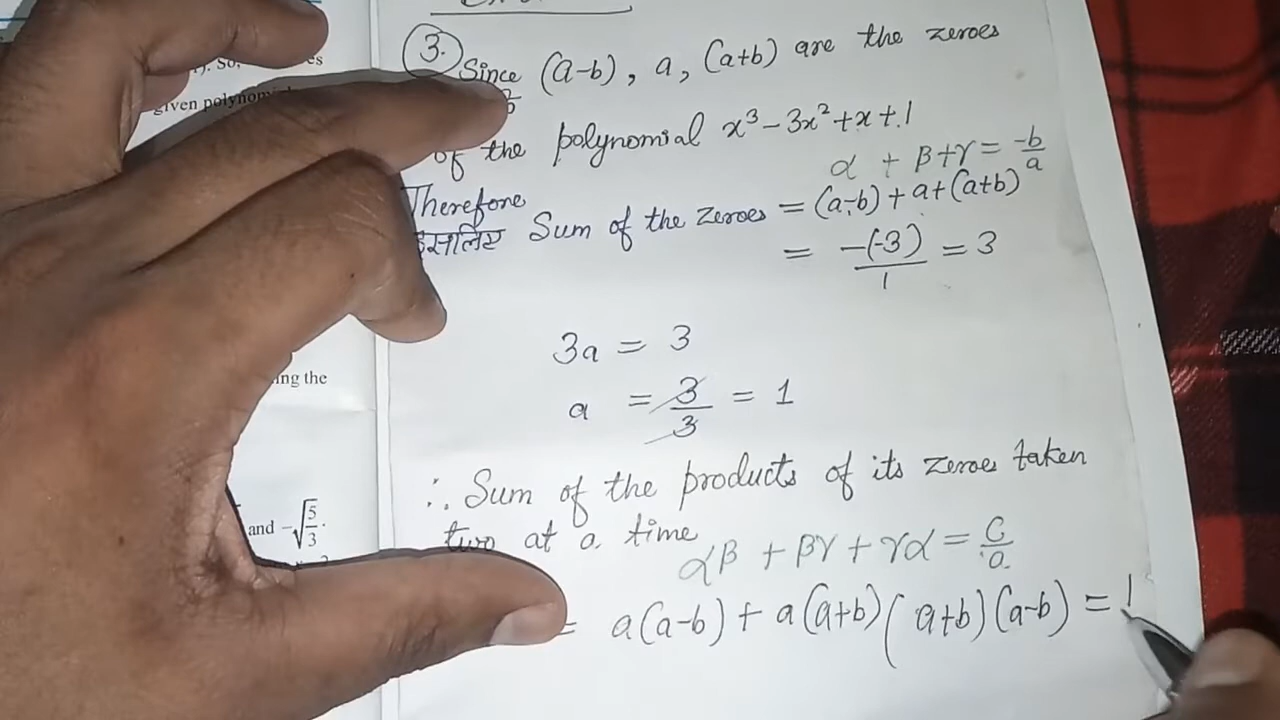 3. Since (a-b), a, (a+b) are the zeroes
given polynomi
of the polynomial x³ - 3x² + x + 1
α + β + γ = -b/a
Therefore
इसलिए Sum of the zeroes = (a-b) + a + (a+b)
= -(-3)/1 = 3
3a = 3
ing the
a = 3/3 = 1
∴ Sum of the products of its zeroes taken
and -√5/3.
two at a time
αβ + βγ + γα = C/a
= a(a-b) + a(a+b)(a+b)(a-b) = 1